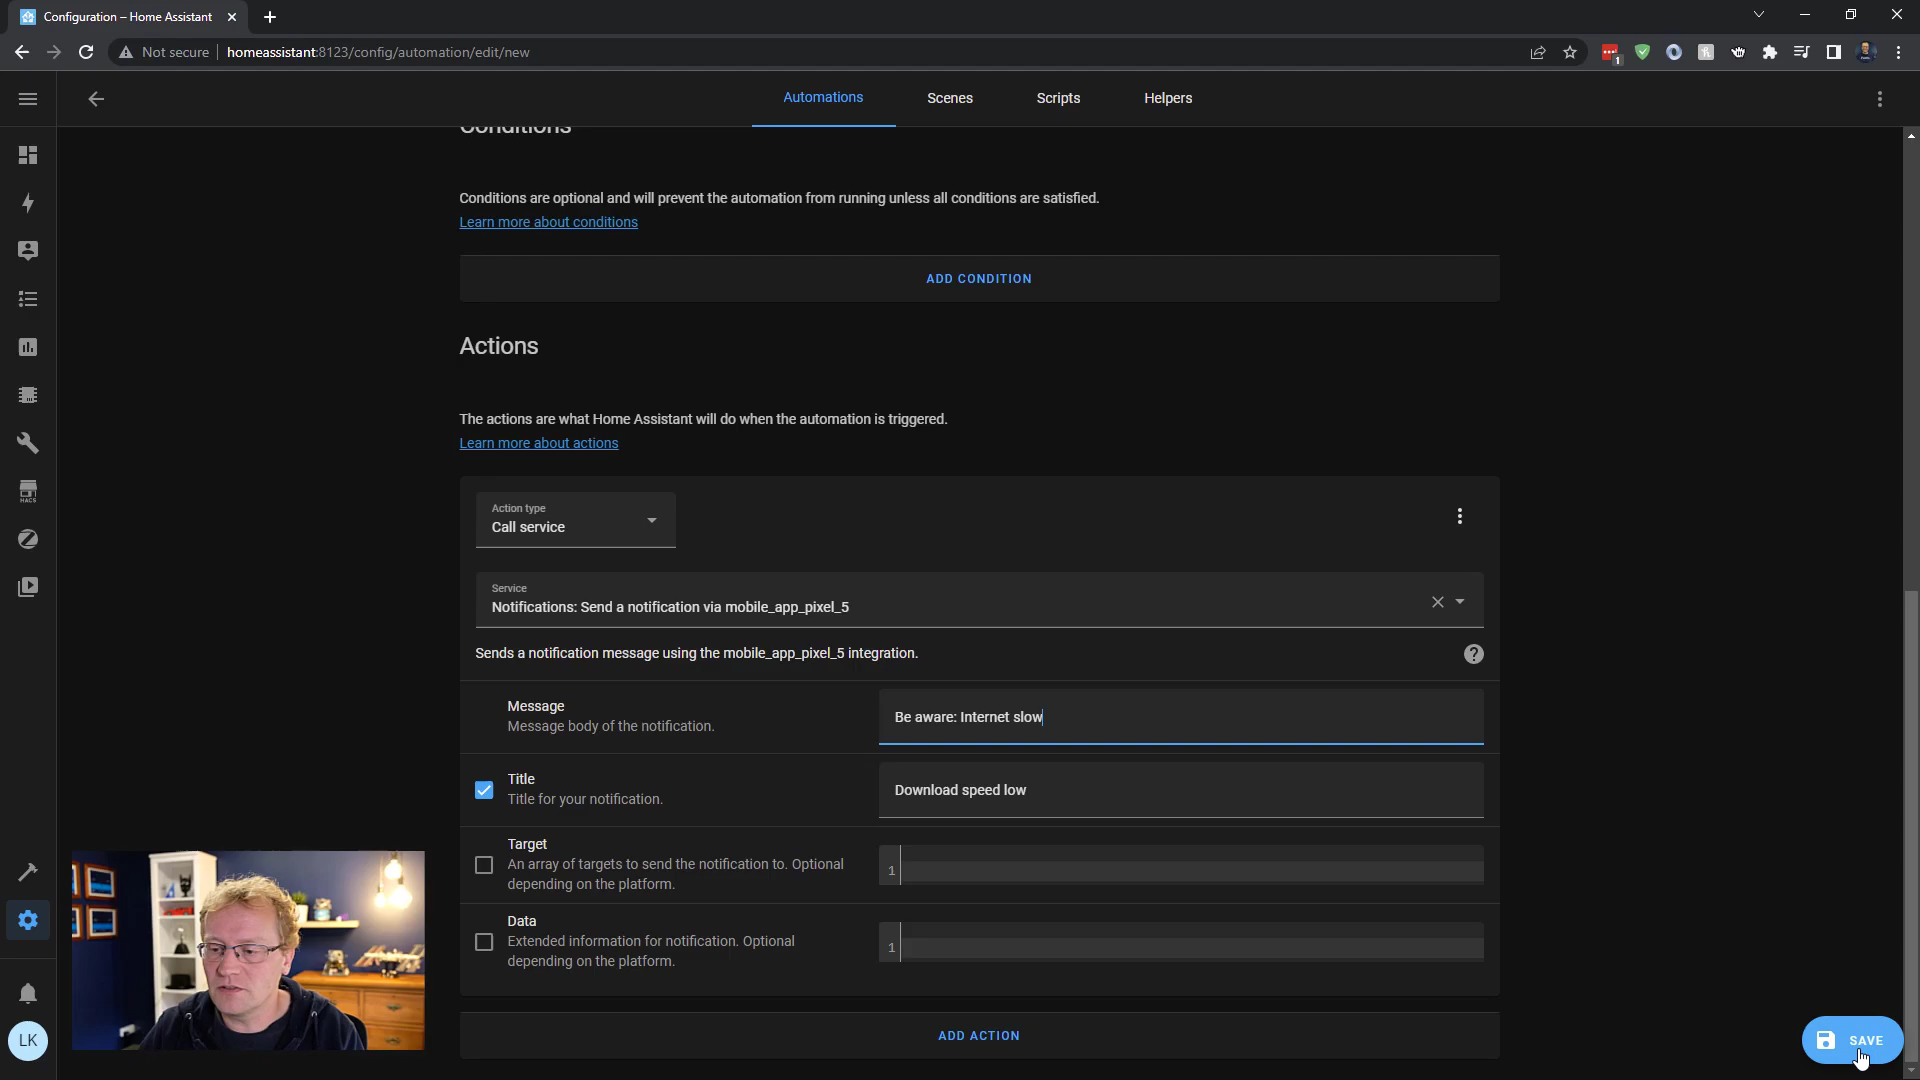 Configuration – Home Assistant
Not secure
homeassistant:8123/config/automation/edit/new
1
Automations
Scenes
Scripts
Helpers
Conditions
Conditions are optional and will prevent the automation from running unless all conditions are satisfied.
Learn more about conditions
ADD CONDITION
Actions
The actions are what Home Assistant will do when the automation is triggered.
Learn more about actions
Action type
Call service
Service
Notifications: Send a notification via mobile_app_pixel_5
Sends a notification message using the mobile_app_pixel_5 integration.
Message
Message body of the notification.
Be aware: Internet slow
Title
Title for your notification.
Download speed low
Target
An array of targets to send the notification to. Optional
depending on the platform.
1
Data
Extended information for notification. Optional
depending on the platform.
1
ADD ACTION
HACS
LK
SAVE